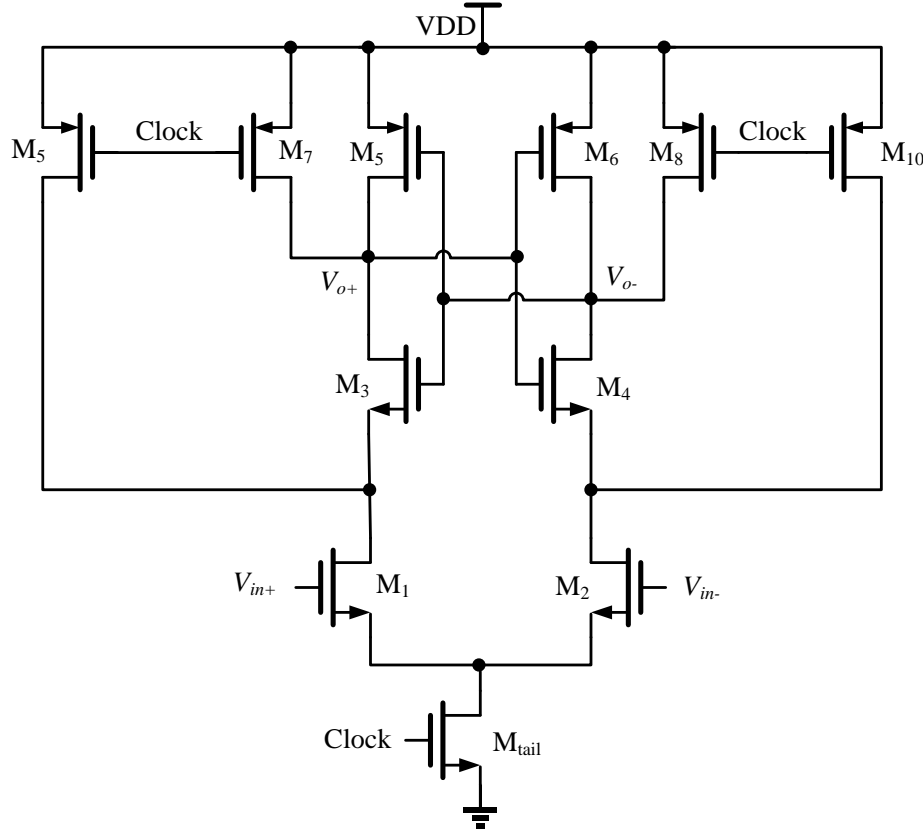 VDD
M5
Clock
M7
M5
M6
M8
Clock
M10
Vo+
Vo-
M3
M4
Vin+
M1
M2
Vin-
Clock
Mtail